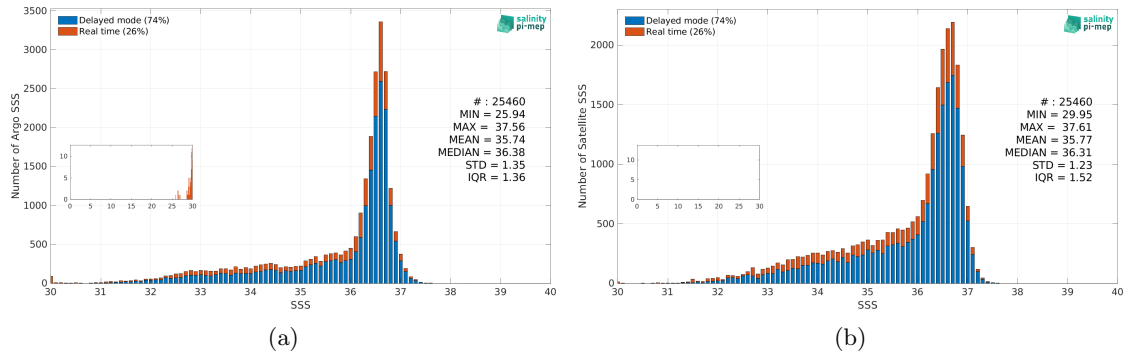 Delayed mode (74%)
Real time (26%)
salinity
pi-mep
3500
3000
2500
2000
1500
1000
500
0
Number of Argo SSS
# : 25460
MIN = 25.94
MAX = 37.56
MEAN = 35.74
MEDIAN = 36.38
STD = 1.35
IQR = 1.36
10
5
0
0 5 10 15 20 25 30
30 31 32 33 34 35 36 37 38 39 40
SSS
(a)
Delayed mode (74%)
Real time (26%)
salinity
pi-mep
2000
1500
1000
500
0
Number of Satellite SSS
# : 25460
MIN = 29.95
MAX = 37.61
MEAN = 35.77
MEDIAN = 36.31
STD = 1.23
IQR = 1.52
10
5
0
0 5 10 15 20 25 30
30 31 32 33 34 35 36 37 38 39 40
SSS
(b)